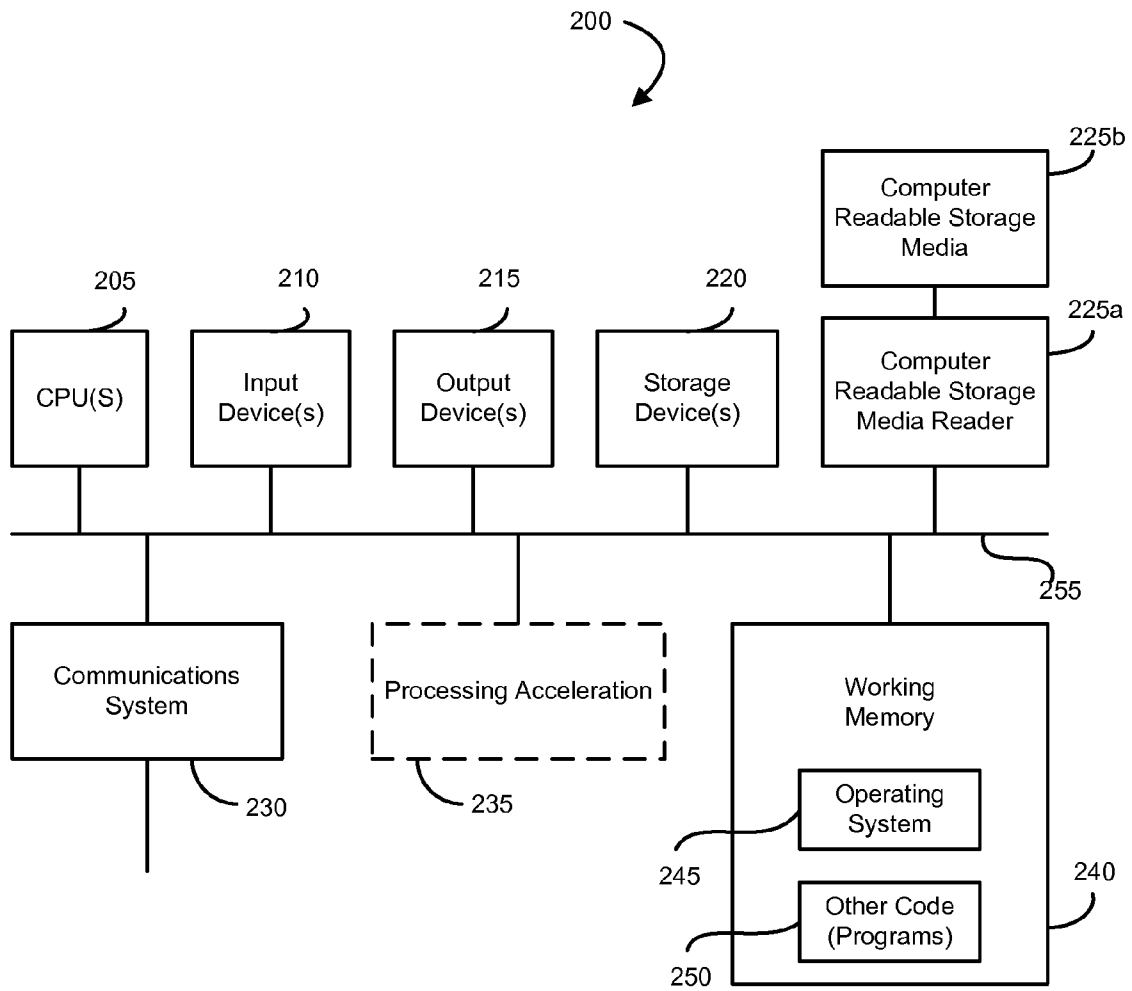 200
225b
Computer
Readable Storage
Media
205
210
215
220
225a
CPU(S)
Input
Device(s)
Output
Device(s)
Storage
Device(s)
Computer
Readable Storage
Media Reader
255
Communications
System
Processing Acceleration
Working
Memory
230
235
Operating
System
245
240
Other Code
(Programs)
250